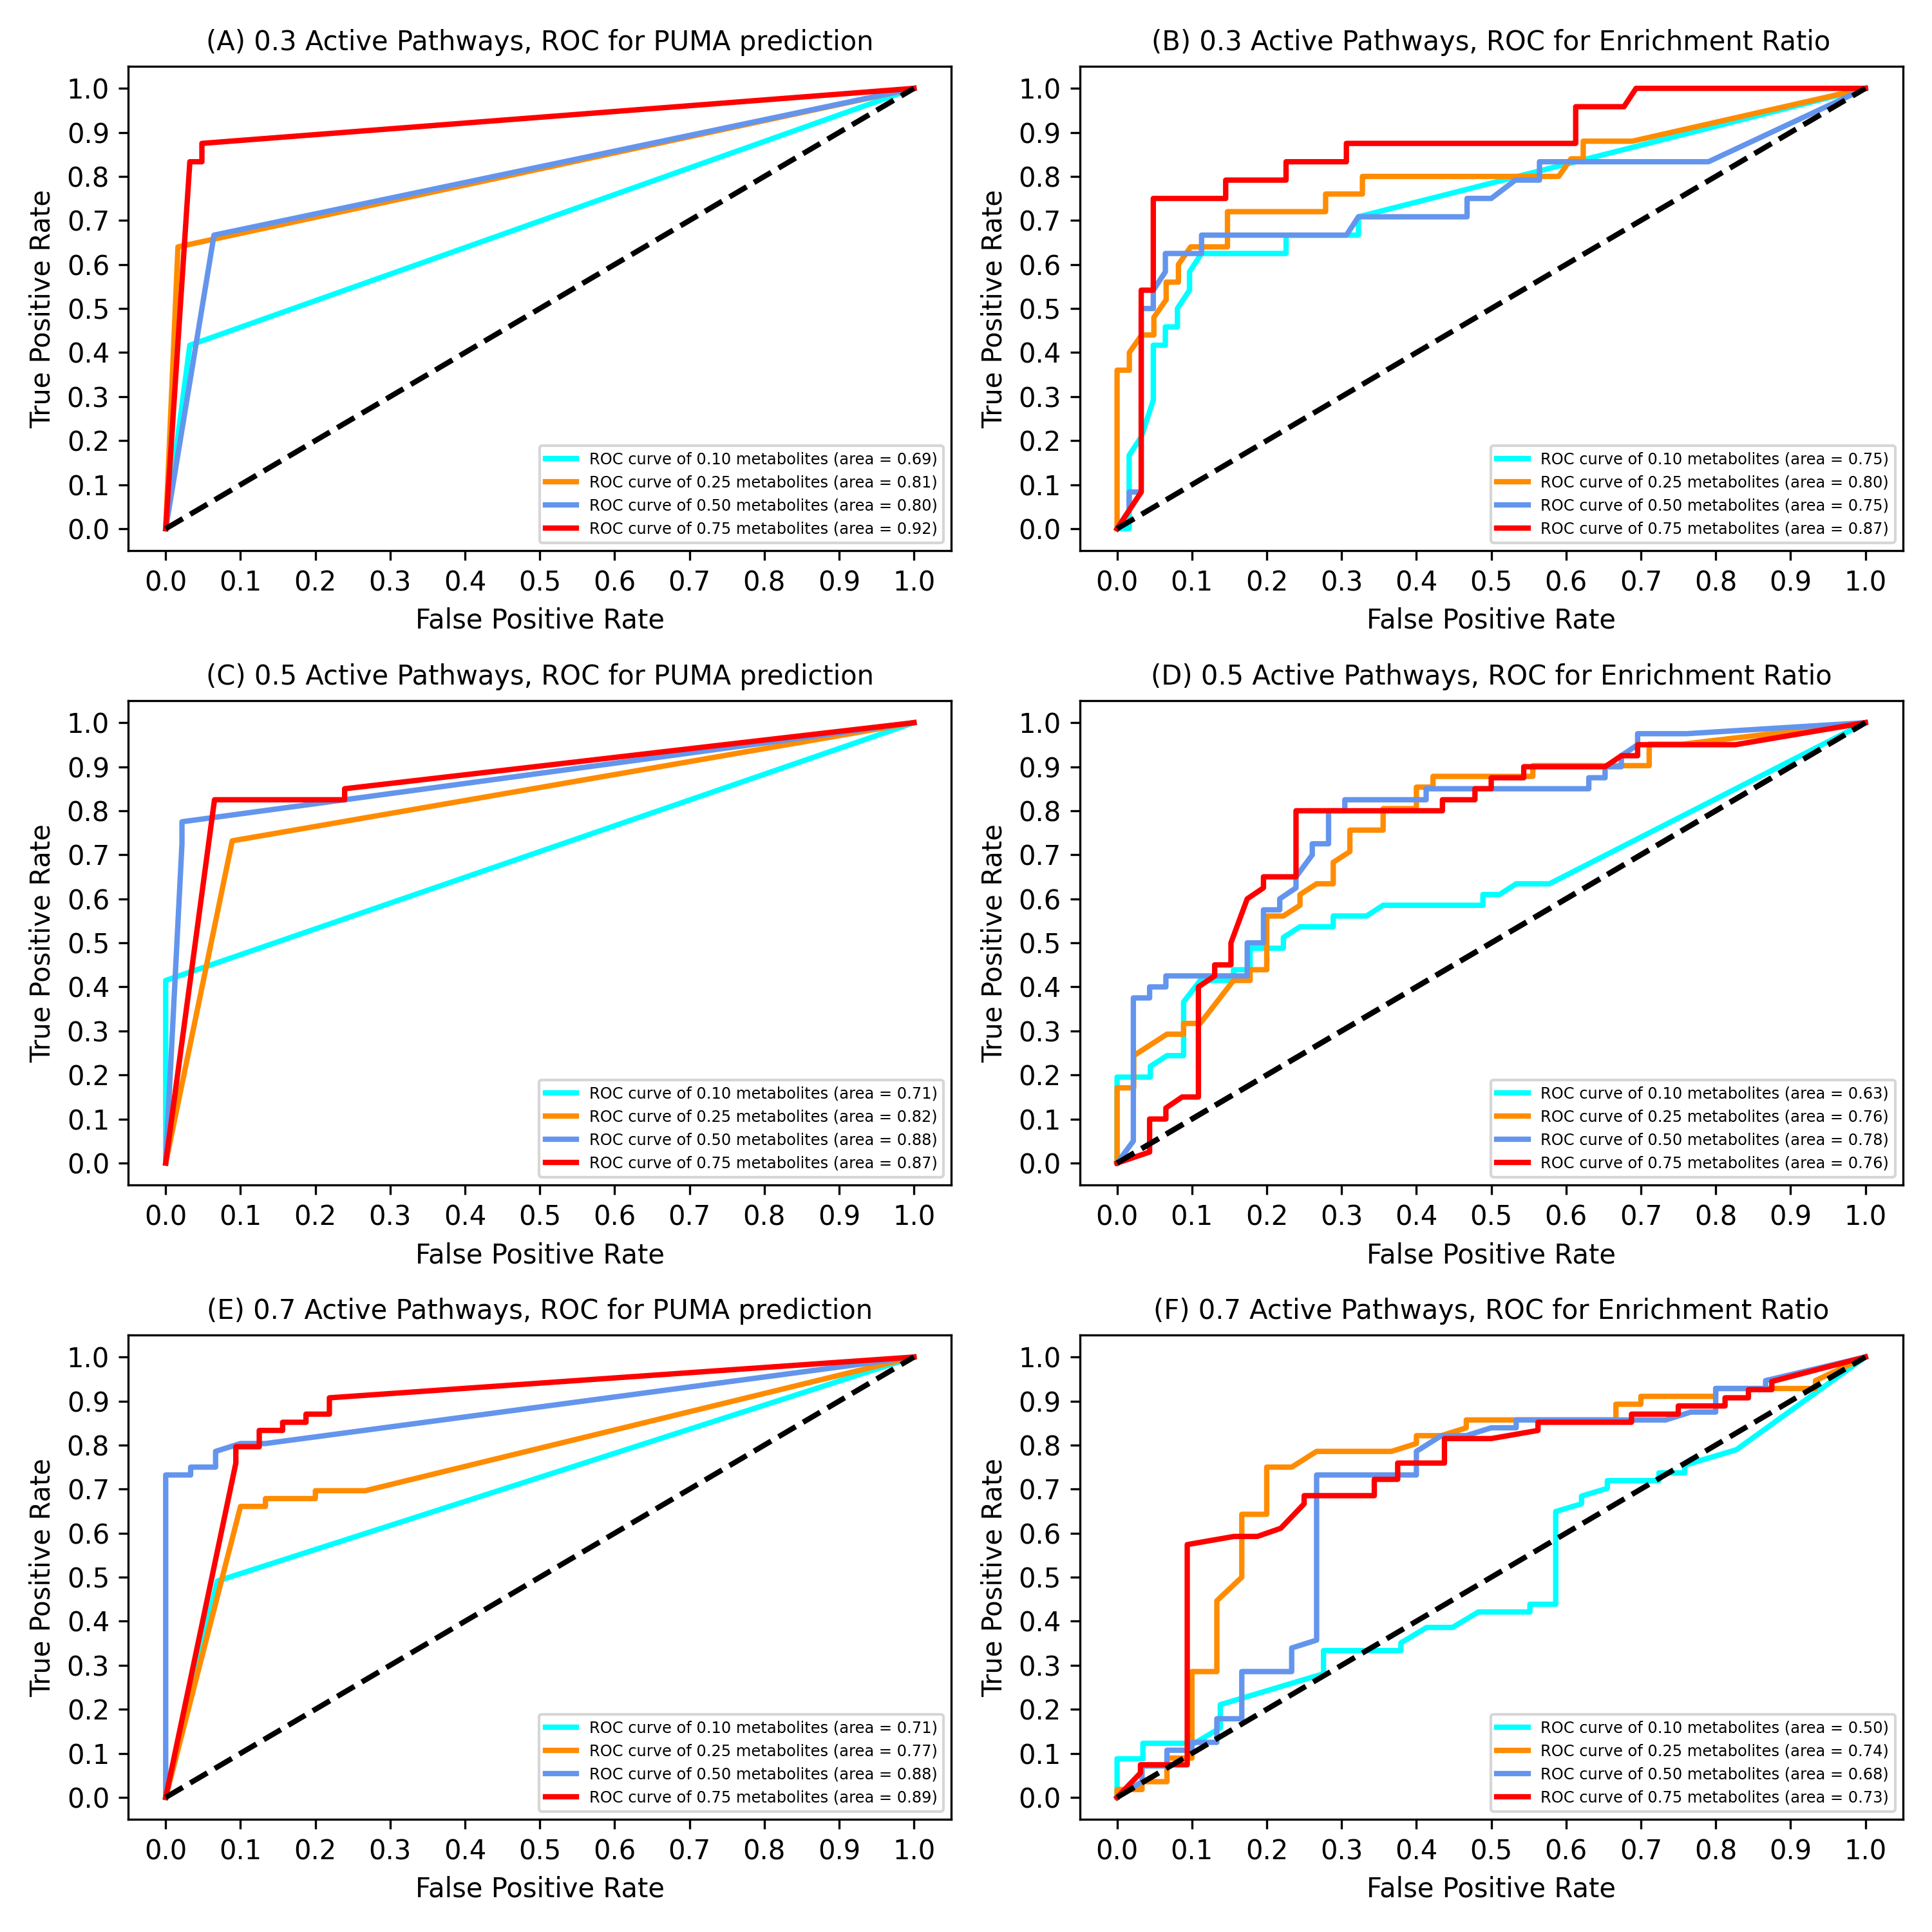 (A) 0.3 Active Pathways, ROC for PUMA prediction
True Positive Rate
1.0
0.9
0.8
0.7
0.6
0.5
0.4
0.3
0.2
0.1
0.0
ROC curve of 0.10 metabolites (area = 0.69)
ROC curve of 0.25 metabolites (area = 0.81)
ROC curve of 0.50 metabolites (area = 0.80)
ROC curve of 0.75 metabolites (area = 0.92)
0.0 0.1 0.2 0.3 0.4 0.5 0.6 0.7 0.8 0.9 1.0
False Positive Rate
(B) 0.3 Active Pathways, ROC for Enrichment Ratio
True Positive Rate
1.0
0.9
0.8
0.7
0.6
0.5
0.4
0.3
0.2
0.1
0.0
ROC curve of 0.10 metabolites (area = 0.75)
ROC curve of 0.25 metabolites (area = 0.80)
ROC curve of 0.50 metabolites (area = 0.75)
ROC curve of 0.75 metabolites (area = 0.87)
0.0 0.1 0.2 0.3 0.4 0.5 0.6 0.7 0.8 0.9 1.0
False Positive Rate
(C) 0.5 Active Pathways, ROC for PUMA prediction
True Positive Rate
1.0
0.9
0.8
0.7
0.6
0.5
0.4
0.3
0.2
0.1
0.0
ROC curve of 0.10 metabolites (area = 0.71)
ROC curve of 0.25 metabolites (area = 0.82)
ROC curve of 0.50 metabolites (area = 0.88)
ROC curve of 0.75 metabolites (area = 0.87)
0.0 0.1 0.2 0.3 0.4 0.5 0.6 0.7 0.8 0.9 1.0
False Positive Rate
(D) 0.5 Active Pathways, ROC for Enrichment Ratio
True Positive Rate
1.0
0.9
0.8
0.7
0.6
0.5
0.4
0.3
0.2
0.1
0.0
ROC curve of 0.10 metabolites (area = 0.63)
ROC curve of 0.25 metabolites (area = 0.76)
ROC curve of 0.50 metabolites (area = 0.78)
ROC curve of 0.75 metabolites (area = 0.76)
0.0 0.1 0.2 0.3 0.4 0.5 0.6 0.7 0.8 0.9 1.0
False Positive Rate
(E) 0.7 Active Pathways, ROC for PUMA prediction
True Positive Rate
1.0
0.9
0.8
0.7
0.6
0.5
0.4
0.3
0.2
0.1
0.0
ROC curve of 0.10 metabolites (area = 0.71)
ROC curve of 0.25 metabolites (area = 0.77)
ROC curve of 0.50 metabolites (area = 0.88)
ROC curve of 0.75 metabolites (area = 0.89)
0.0 0.1 0.2 0.3 0.4 0.5 0.6 0.7 0.8 0.9 1.0
False Positive Rate
(F) 0.7 Active Pathways, ROC for Enrichment Ratio
True Positive Rate
1.0
0.9
0.8
0.7
0.6
0.5
0.4
0.3
0.2
0.1
0.0
ROC curve of 0.10 metabolites (area = 0.50)
ROC curve of 0.25 metabolites (area = 0.74)
ROC curve of 0.50 metabolites (area = 0.68)
ROC curve of 0.75 metabolites (area = 0.73)
0.0 0.1 0.2 0.3 0.4 0.5 0.6 0.7 0.8 0.9 1.0
False Positive Rate